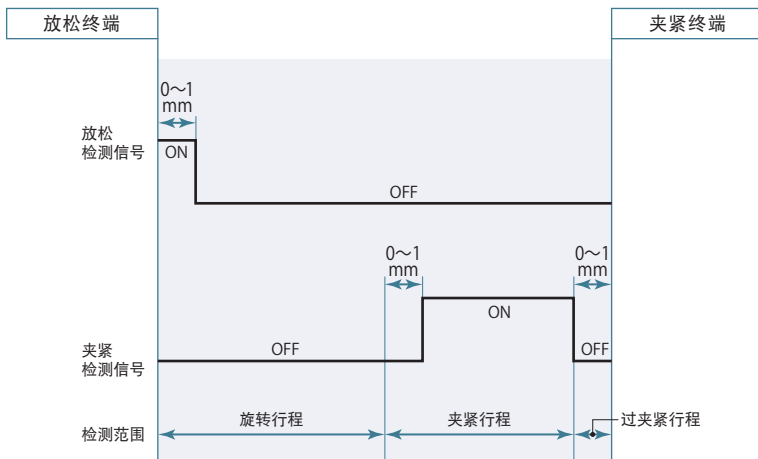 放松终端
夹紧终端
0～1
mm
放松
检测信号
ON
OFF
0～1
mm
0～1
mm
ON
夹紧
检测信号
OFF
OFF
检测范围
旋转行程
夹紧行程
过夹紧行程